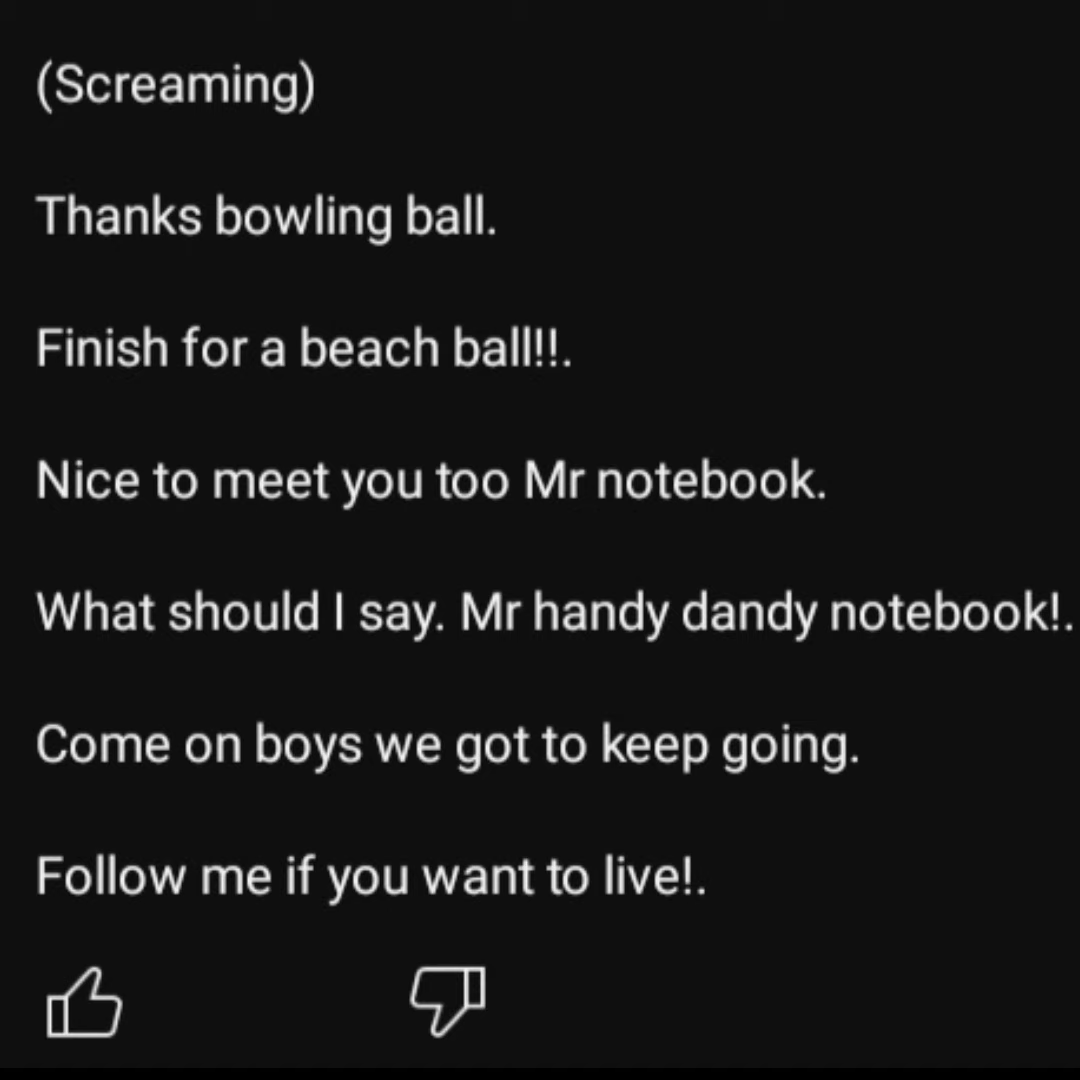 (Screaming)
Thanks bowling ball.
Finish for a beach ball!!.
Nice to meet you too Mr notebook.
What should I say. Mr handy dandy notebook!.
Come on boys we got to keep going.
Follow me if you want to live!.